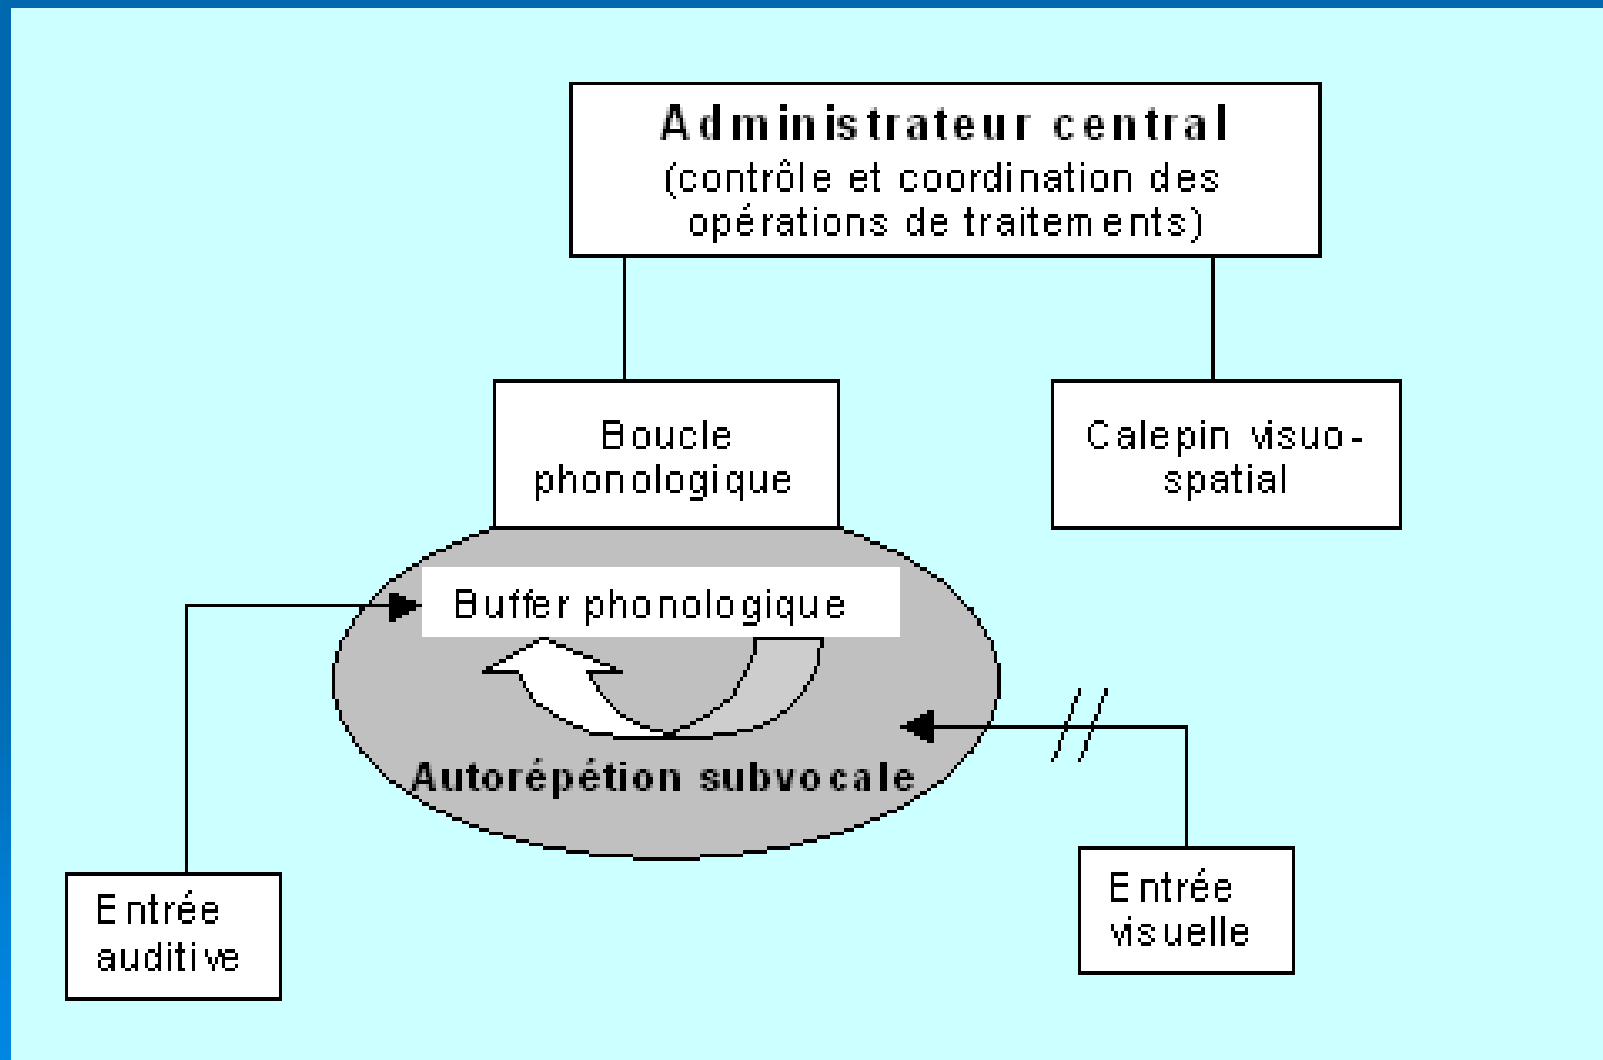 Administrateur central
(contrôle et coordination des
opérations de traitements)
Boucle
phonologique
Calepin visuo-
spatial
Buffer phonologique
Autorépétion subvocale
Entrée
auditive
Entrée
visuelle